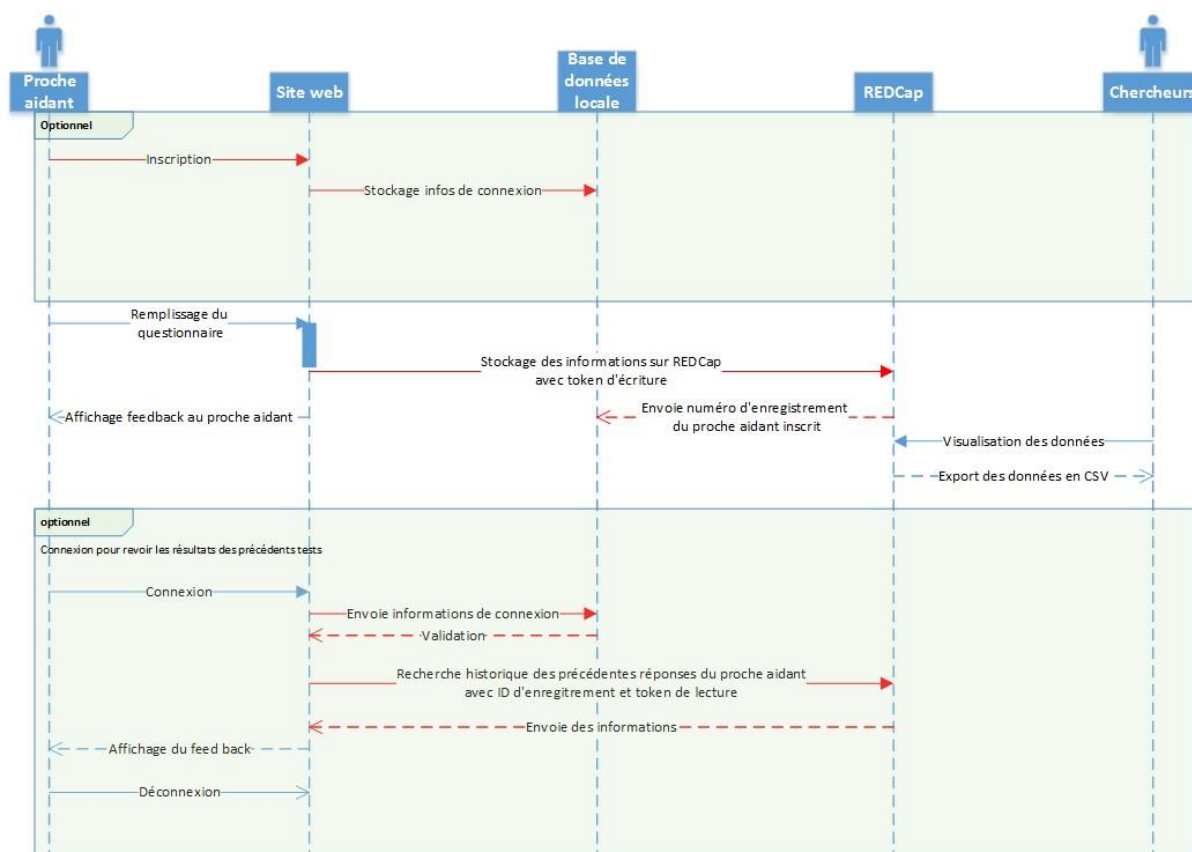 Proche
aidant
Site web
Base de
données
locale
REDCap
Chercheurs
Optionnel
Inscription
Stockage infos de connexion
Remplissage du
questionnaire
Stockage des informations sur REDCap
avec token d'écriture
Affichage feedback au proche aidant
Envoie numéro d'enregistrement
du proche aidant inscrit
Visualisation des données
Export des données en CSV
optionnel
Connexion pour revoir les résultats des précédents tests
Connexion
Envoie informations de connexion
Validation
Recherche historique des précédentes réponses du proche aidant
avec ID d'enregitrement et token de lecture
Envoie des informations
Affichage du feed back
Déconnexion